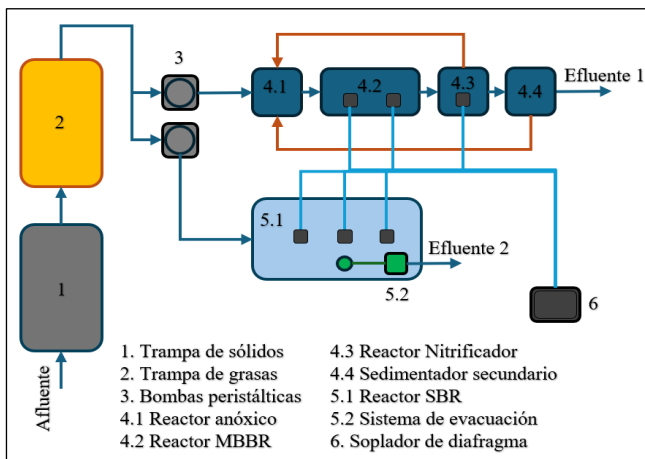 3
4.1
4.2
4.3
4.4
Efluente 1
2
5.1
Efluente 2
5.2
6
1
Afluente
1. Trampa de sólidos
2. Trampa de grasas
3. Bombas peristálticas
4.1 Reactor anóxico
4.2 Reactor MBBR
4.3 Reactor Nitrificador
4.4 Sedimentador secundario
5.1 Reactor SBR
5.2 Sistema de evacuación
6. Soplador de diafragma